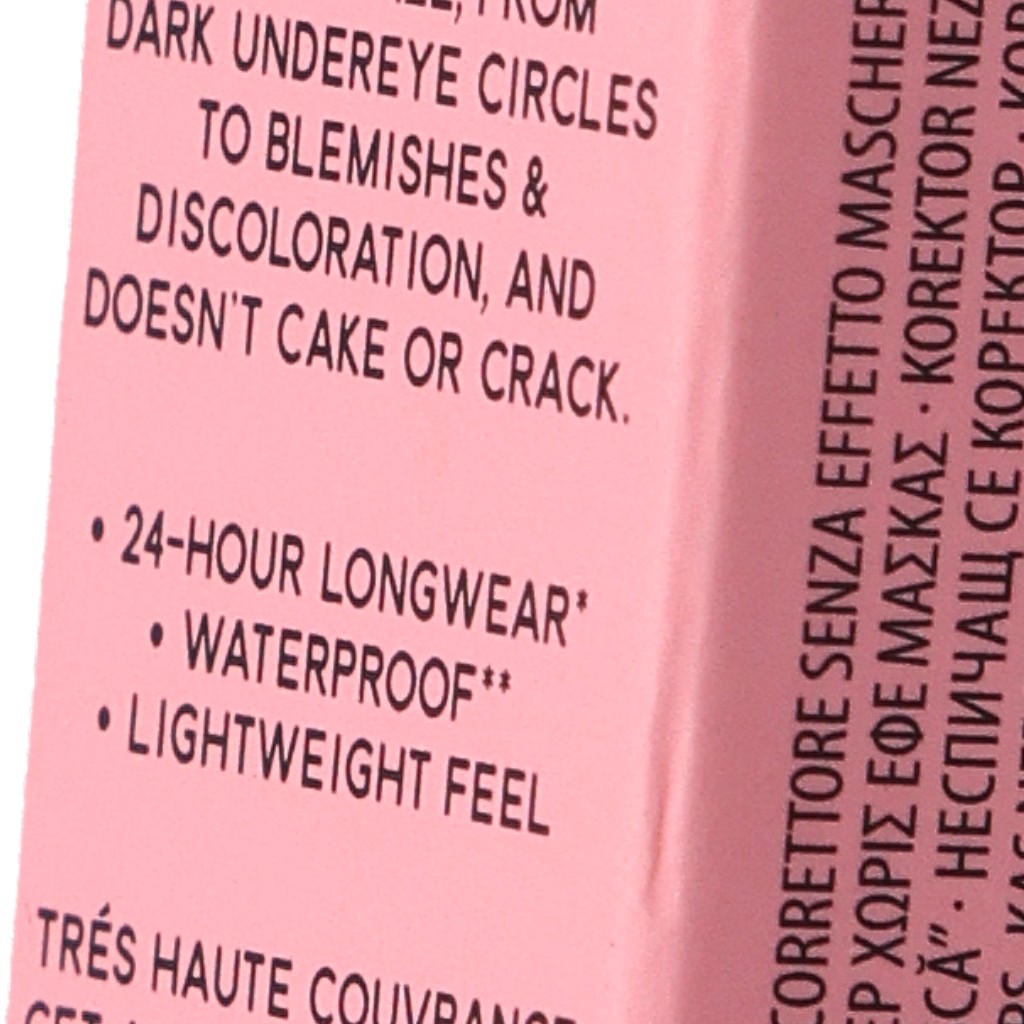 FROM
DARK UNDEREYE CIRCLES
TO BLEMISHES &
DISCOLORATION, AND
DOESN'T CAKE OR CRACK.
• 24-HOUR LONGWEAR*
• WATERPROOF**
• LIGHTWEIGHT FEEL
TRÉS HAUTE COUVRANCE
CORRETTORE SENZA EFFETTO MASCHER
ΕΡ ΧΩΡΙΣ ΕΦΕ ΜΑΣΚΑΣ · KOREKTOR NEZ
CĂ” · НЕСПИЧАЩ СЕ КОРЕКТОР ·